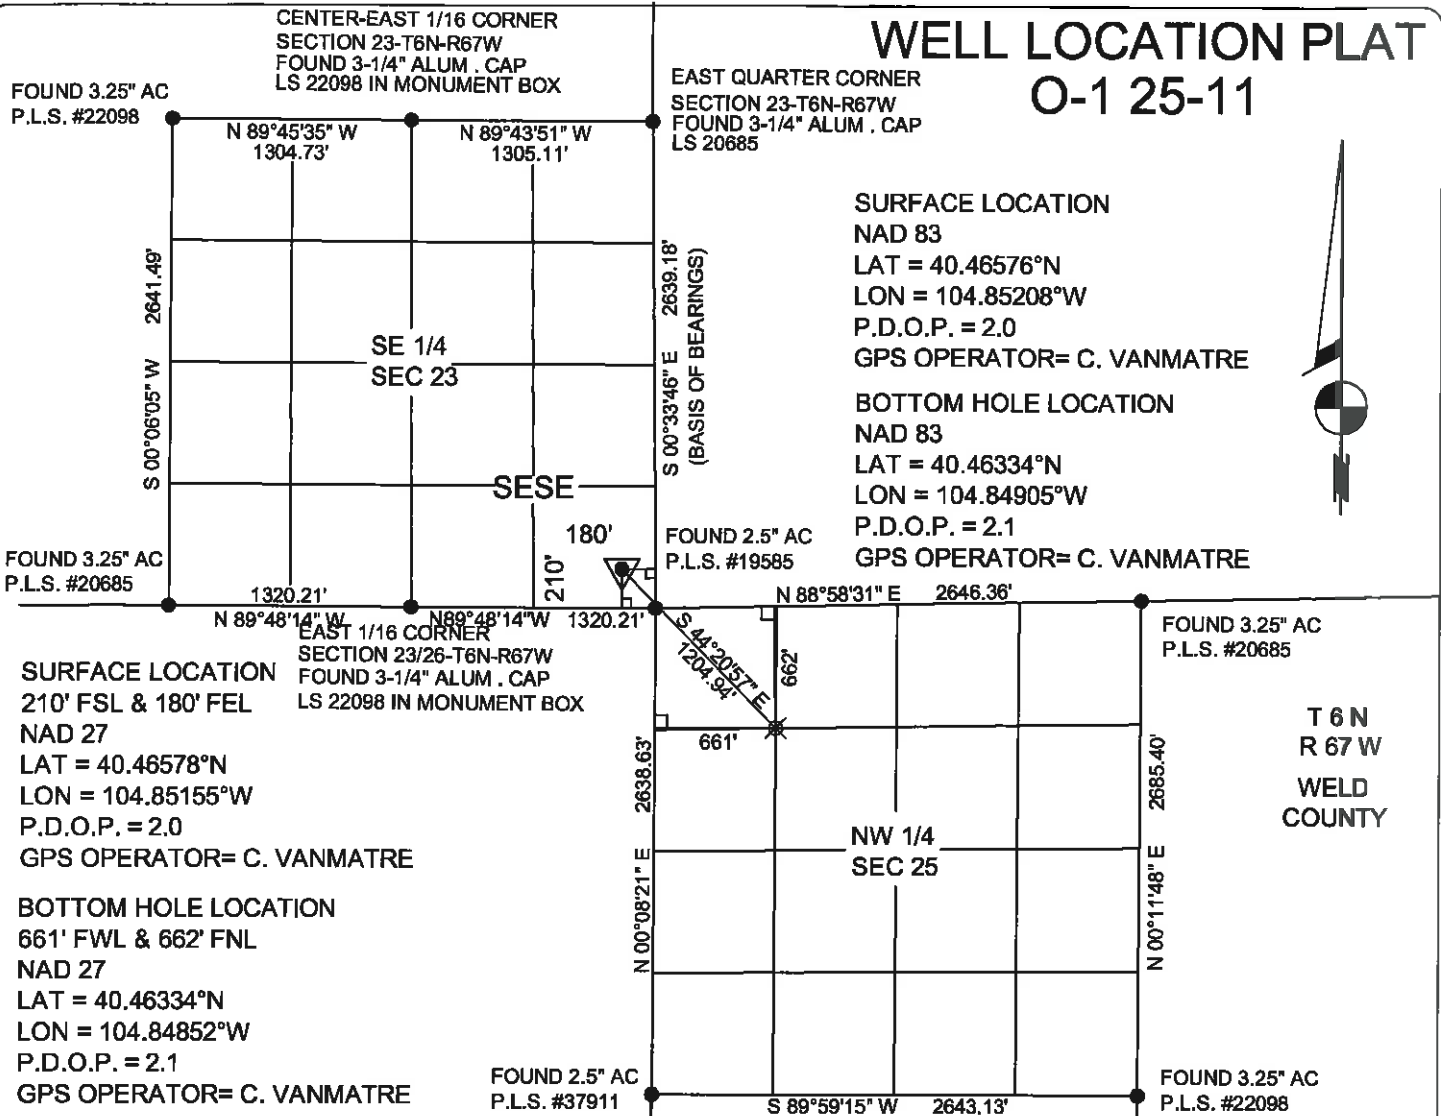 WELL LOCATION PLAT
O-1 25-11
CENTER-EAST 1/16 CORNER
SECTION 23-T6N-R67W
FOUND 3-1/4" ALUM . CAP
LS 22098 IN MONUMENT BOX
FOUND 3.25" AC
P.L.S. #22098
EAST QUARTER CORNER
SECTION 23-T6N-R67W
FOUND 3-1/4" ALUM . CAP
LS 20685
N 89°45'35" W
1304.73'
N 89°43'51" W
1305.11'
SURFACE LOCATION
NAD 83
LAT = 40.46576°N
LON = 104.85208°W
P.D.O.P. = 2.0
GPS OPERATOR= C. VANMATRE
BOTTOM HOLE LOCATION
NAD 83
LAT = 40.46334°N
LON = 104.84905°W
P.D.O.P. = 2.1
GPS OPERATOR= C. VANMATRE
N
S 00°06'05" W 2641.49'
SE 1/4
SEC 23
S 00°33'46" E 2639.18'
(BASIS OF BEARINGS)
SESE
180'
210'
FOUND 2.5" AC
P.L.S. #19585
FOUND 3.25" AC
P.L.S. #20685
1320.21'
N 89°48'14" W
N89°48'14"W 1320.21'
EAST 1/16 CORNER
SECTION 23/26-T6N-R67W
FOUND 3-1/4" ALUM . CAP
LS 22098 IN MONUMENT BOX
N 88°58'31" E 2646.36'
FOUND 3.25" AC
P.L.S. #20685
S 44°20'57" E
1204.94'
662'
661'
SURFACE LOCATION
210' FSL & 180' FEL
NAD 27
LAT = 40.46578°N
LON = 104.85155°W
P.D.O.P. = 2.0
GPS OPERATOR= C. VANMATRE
BOTTOM HOLE LOCATION
661' FWL & 662' FNL
NAD 27
LAT = 40.46334°N
LON = 104.84852°W
P.D.O.P. = 2.1
GPS OPERATOR= C. VANMATRE
N 00°08'21" E 2638.63'
NW 1/4
SEC 25
N 00°11'48" E 2685.40'
T 6 N
R 67 W
WELD
COUNTY
FOUND 2.5" AC
P.L.S. #37911
S 89°59'15" W 2643.13'
FOUND 3.25" AC
P.L.S. #22098